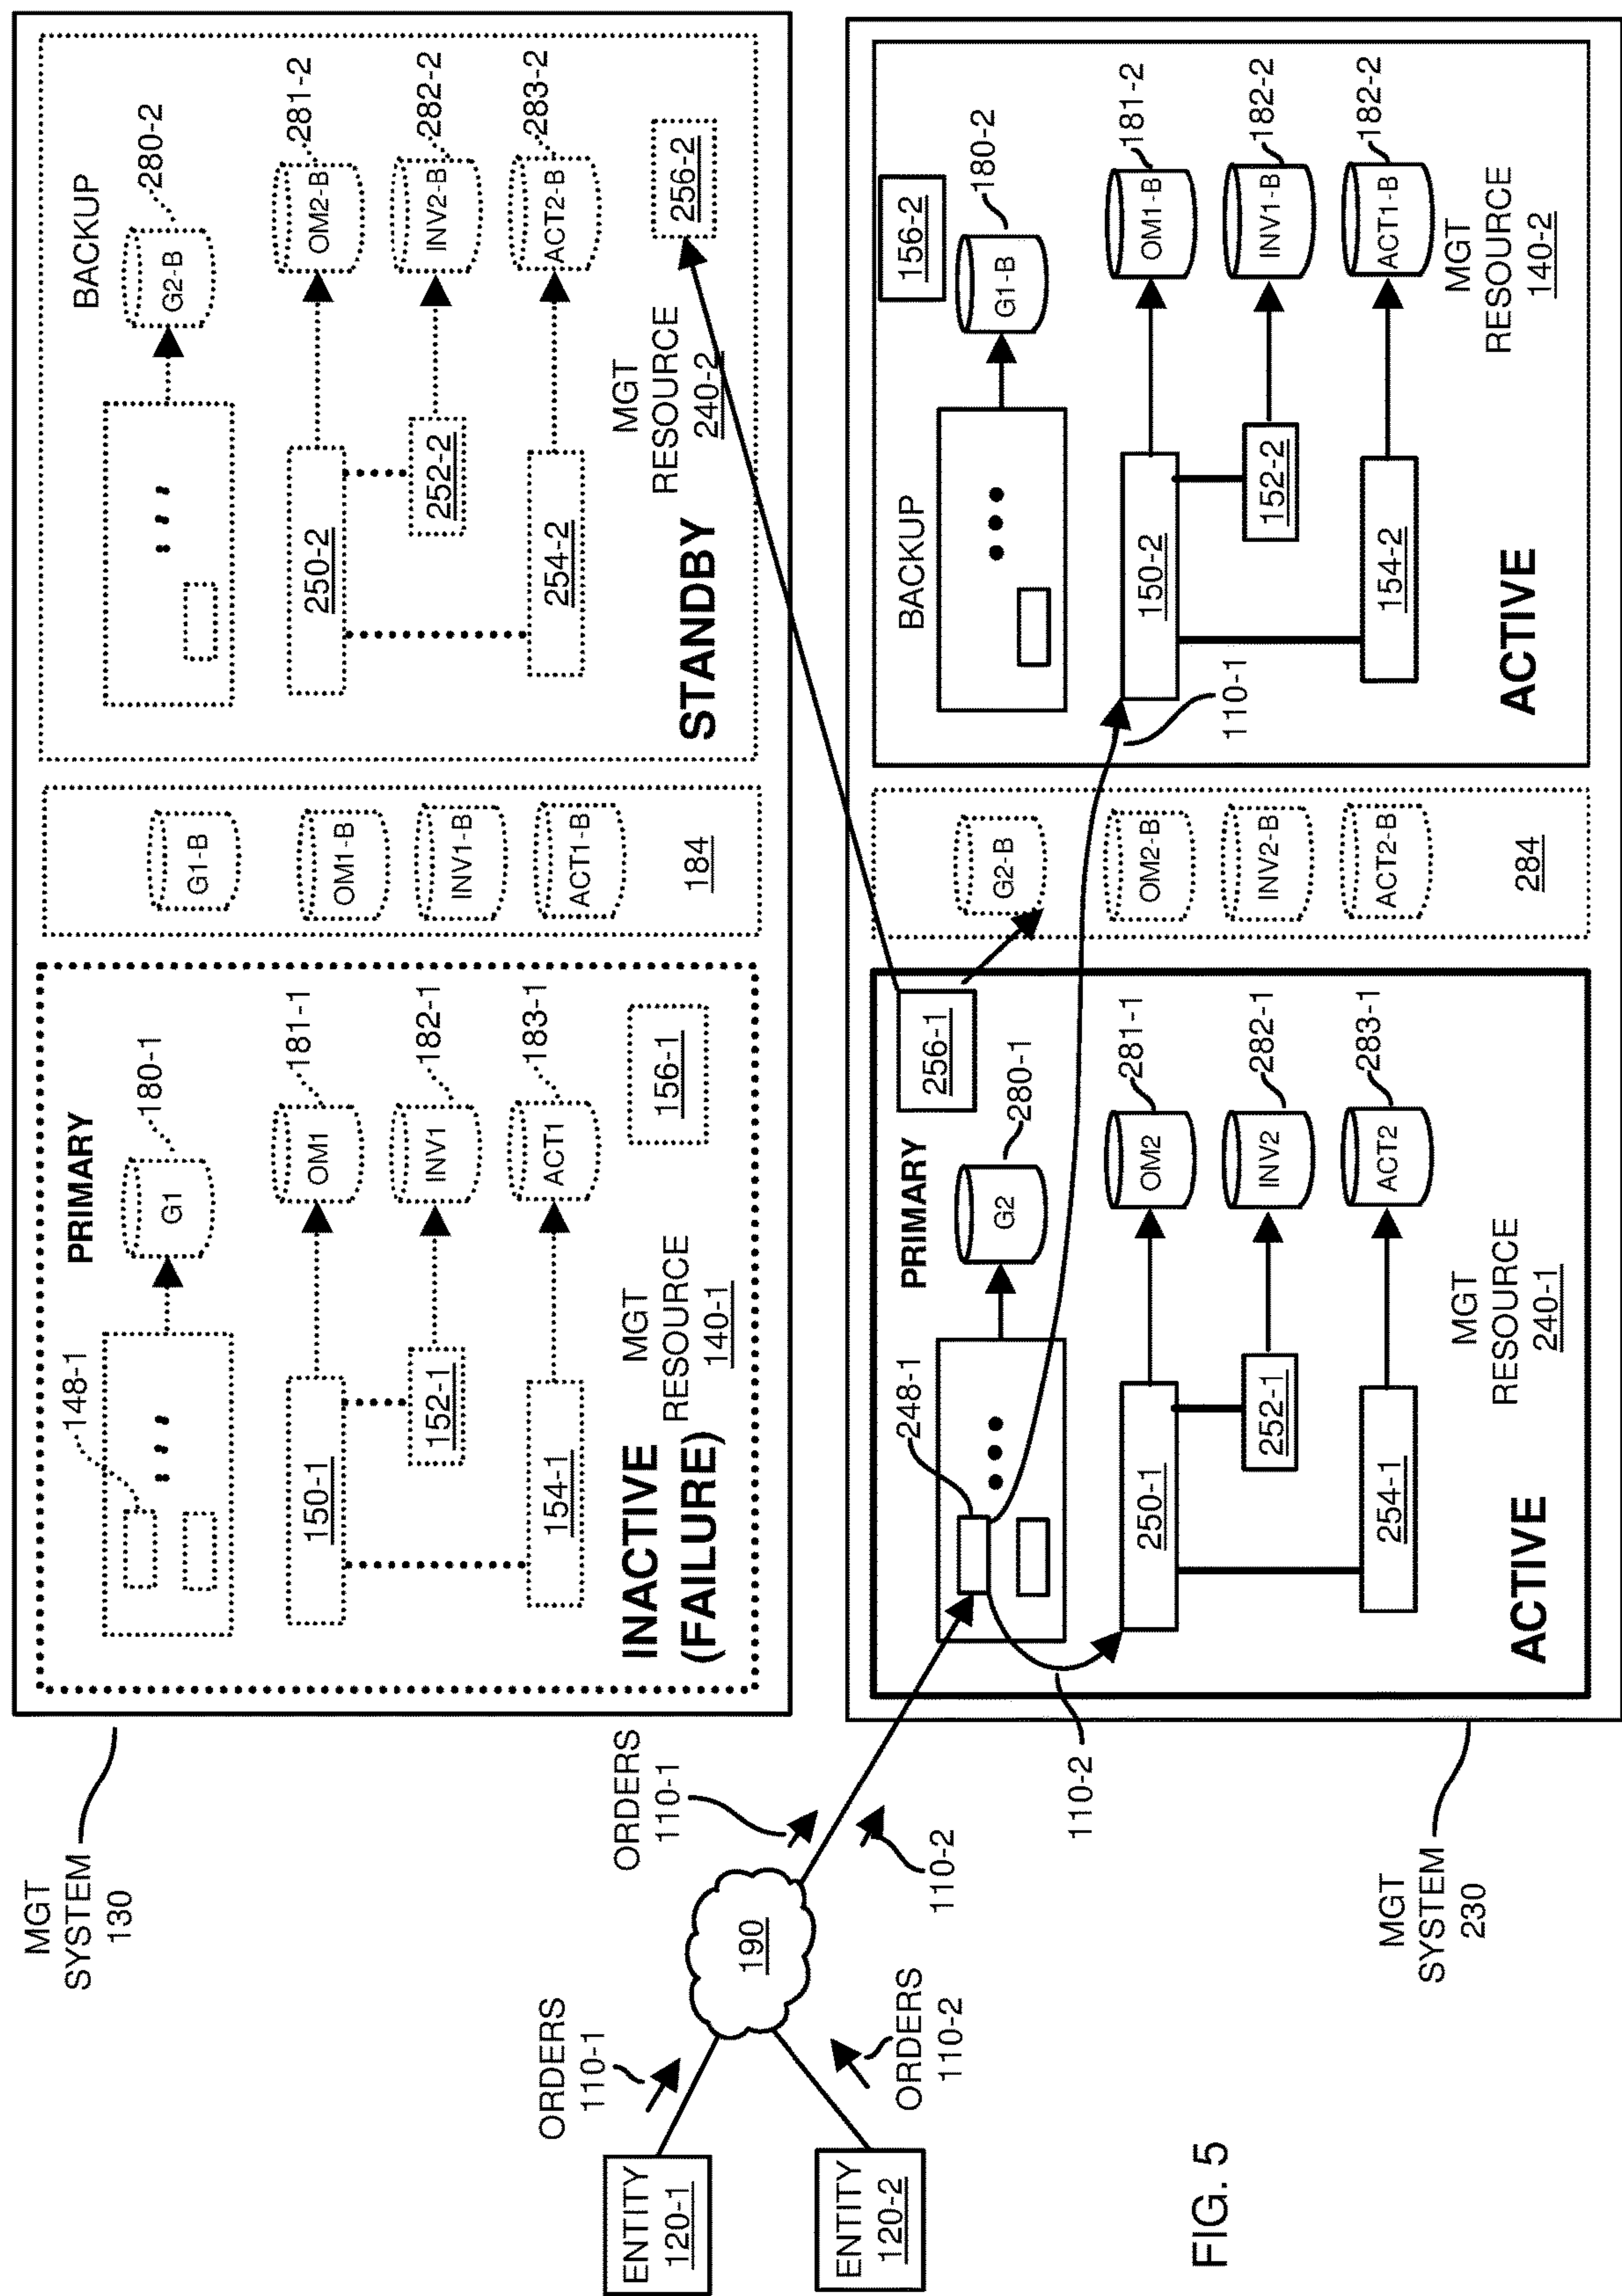 MGT
SYSTEM
130
PRIMARY
148-1
G1
180-1
150-1
OM1
181-1
152-1
INV1
182-1
154-1
ACT1
183-1
156-1
INACTIVE
(FAILURE)
MGT
RESOURCE
140-1
G1-B
OM1-B
INV1-B
ACT1-B
184
BACKUP
G2-B
280-2
250-2
OM2-B
281-2
252-2
INV2-B
282-2
254-2
ACT2-B
283-2
256-2
STANDBY
MGT
RESOURCE
240-2
ENTITY
120-1
ORDERS
110-1
ENTITY
120-2
ORDERS
110-2
190
ORDERS
110-1
110-2
MGT
SYSTEM
230
PRIMARY
256-1
248-1
G2
280-1
110-2
250-1
OM2
281-1
252-1
INV2
282-1
254-1
ACT2
283-1
ACTIVE
MGT
RESOURCE
240-1
G2-B
OM2-B
INV2-B
ACT2-B
284
BACKUP
156-2
G1-B
180-2
110-1
150-2
OM1-B
181-2
152-2
INV1-B
182-2
154-2
ACT1-B
182-2
ACTIVE
MGT
RESOURCE
140-2
FIG. 5